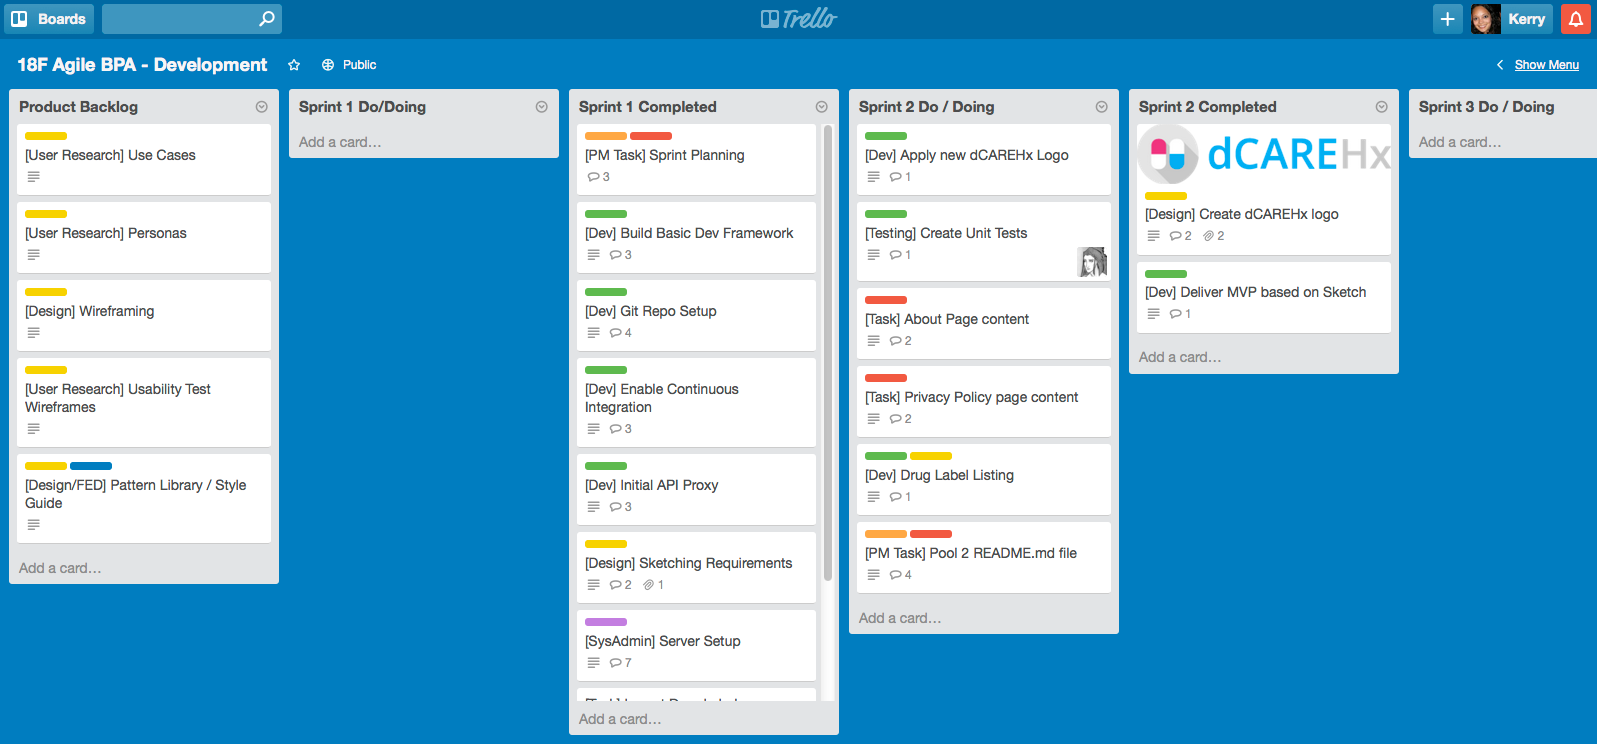 Boards
Trello
Kerry
18F Agile BPA - Development
Public
Show Menu
Product Backlog
[User Research] Use Cases
[User Research] Personas
[Design] Wireframing
[User Research] Usability Test
Wireframes
[Design/FED] Pattern Library / Style
Guide
Add a card…
Sprint 1 Do/Doing
Add a card…
Sprint 1 Completed
[PM Task] Sprint Planning
3
[Dev] Build Basic Dev Framework
3
[Dev] Git Repo Setup
4
[Dev] Enable Continuous
Integration
3
[Dev] Initial API Proxy
3
[Design] Sketching Requirements
2 1
[SysAdmin] Server Setup
7
Add a card…
Sprint 2 Do / Doing
[Dev] Apply new dCAREHx Logo
1
[Testing] Create Unit Tests
1
[Task] About Page content
2
[Task] Privacy Policy page content
2
[Dev] Drug Label Listing
1
[PM Task] Pool 2 README.md file
4
Add a card…
Sprint 2 Completed
dCAREHx
[Design] Create dCAREHx logo
2 2
[Dev] Deliver MVP based on Sketch
1
Add a card…
Sprint 3 Do / Doing
Add a card…